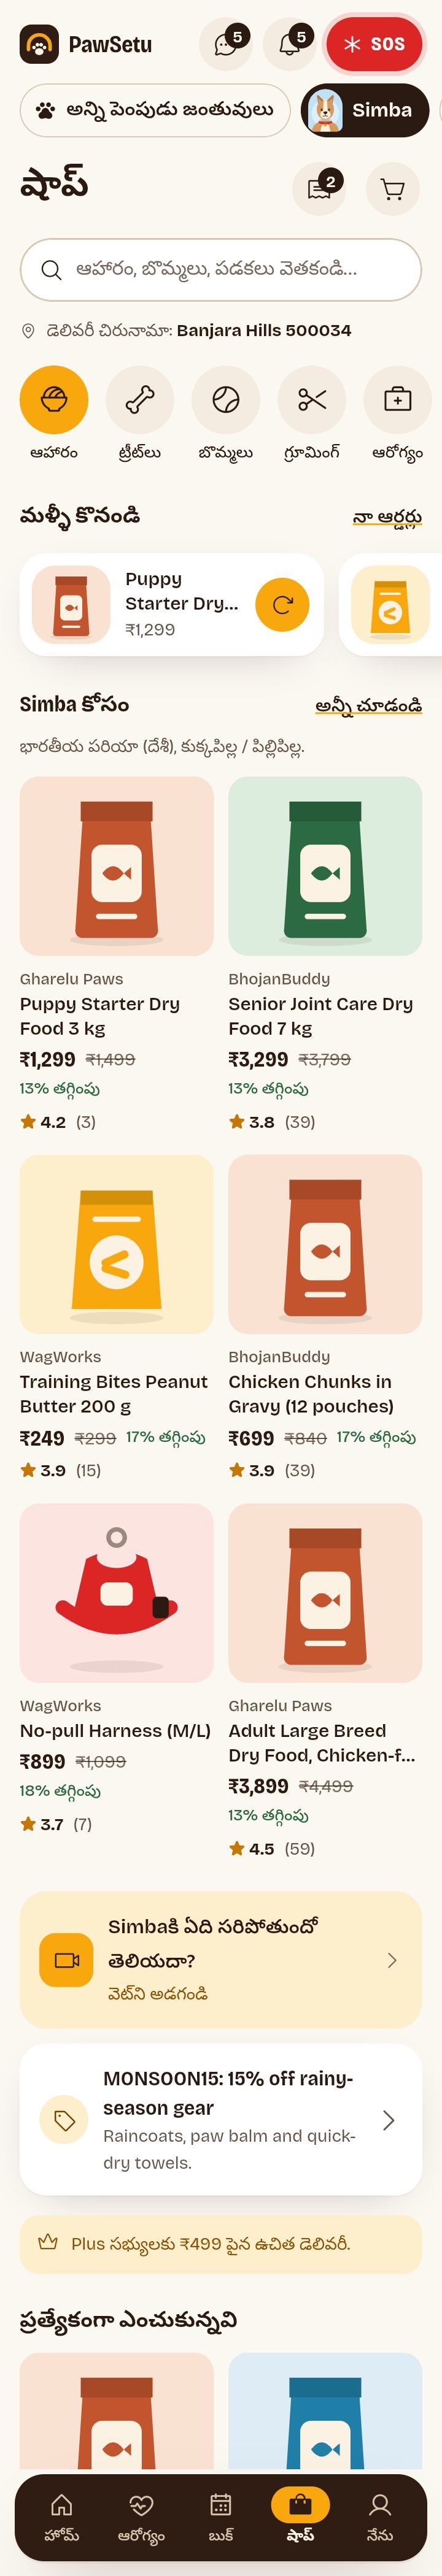 PawSetu
5
5
SOS
అన్ని పెంపుడు జంతువులు
Simba
షాప్
2
ఆహారం, బొమ్మలు, పడకలు వెతకండి...
డెలివరీ చిరునామా: Banjara Hills 500034
ఆహారం
ట్రీట్‌లు
బొమ్మలు
గ్రూమింగ్
ఆరోగ్యం
మళ్ళీ కొనండి
నా ఆర్డర్లు
Puppy
Starter Dry...
₹1,299
Simba కోసం
అన్నీ చూడండి
భారతీయ పరియా (దేశీ), కుక్కపిల్ల / పిల్లిపిల్ల.
Gharelu Paws
Puppy Starter Dry
Food 3 kg
₹1,299 ₹1,499
13% తగ్గింపు
4.2 (3)
BhojanBuddy
Senior Joint Care Dry
Food 7 kg
₹3,299 ₹3,799
13% తగ్గింపు
3.8 (39)
WagWorks
Training Bites Peanut
Butter 200 g
₹249 ₹299 17% తగ్గింపు
3.9 (15)
BhojanBuddy
Chicken Chunks in
Gravy (12 pouches)
₹699 ₹840 17% తగ్గింపు
3.9 (39)
WagWorks
No-pull Harness (M/L)
₹899 ₹1,099
18% తగ్గింపు
3.7 (7)
Gharelu Paws
Adult Large Breed
Dry Food, Chicken-f...
₹3,899 ₹4,499
13% తగ్గింపు
4.5 (59)
Simbaకి ఏది సరిపోతుందో
తెలియదా?
వెట్‌ని అడగండి
MONSOON15: 15% off rainy-
season gear
Raincoats, paw balm and quick-
dry towels.
Plus సభ్యులకు ₹499 పైన ఉచిత డెలివరీ.
ప్రత్యేకంగా ఎంచుకున్నవి
హోమ్
ఆరోగ్యం
బుక్
షాప్
నేను